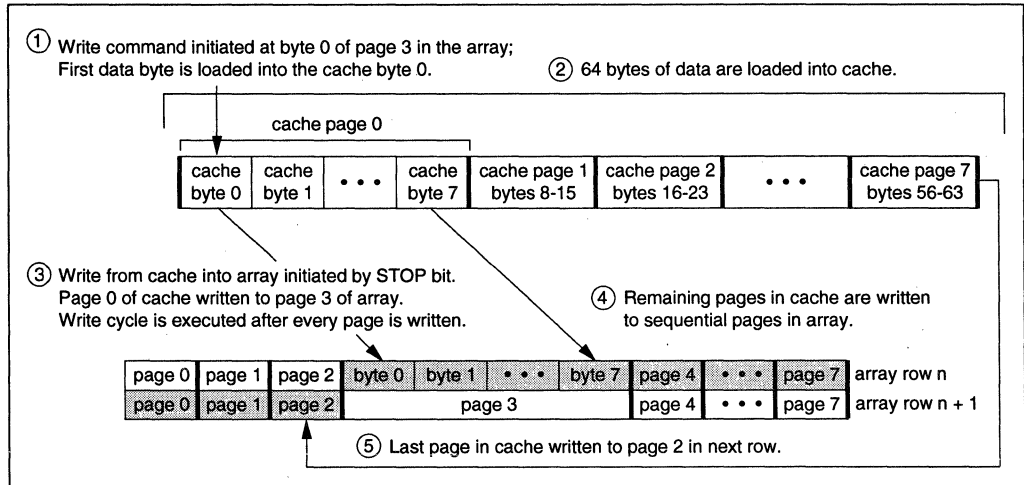 ① Write command initiated at byte 0 of page 3 in the array;
First data byte is loaded into the cache byte 0.
② 64 bytes of data are loaded into cache.
cache page 0
cache byte 0 cache byte 1 • • • cache byte 7 cache page 1 bytes 8-15 cache page 2 bytes 16-23 • • • cache page 7 bytes 56-63
③ Write from cache into array initiated by STOP bit.
Page 0 of cache written to page 3 of array.
Write cycle is executed after every page is written.
④ Remaining pages in cache are written
to sequential pages in array.
page 0 page 1 page 2 byte 0 byte 1 • • • byte 7 page 4 • • • page 7 array row n
page 0 page 1 page 2 page 3 page 4 • • • page 7 array row n + 1
⑤ Last page in cache written to page 2 in next row.